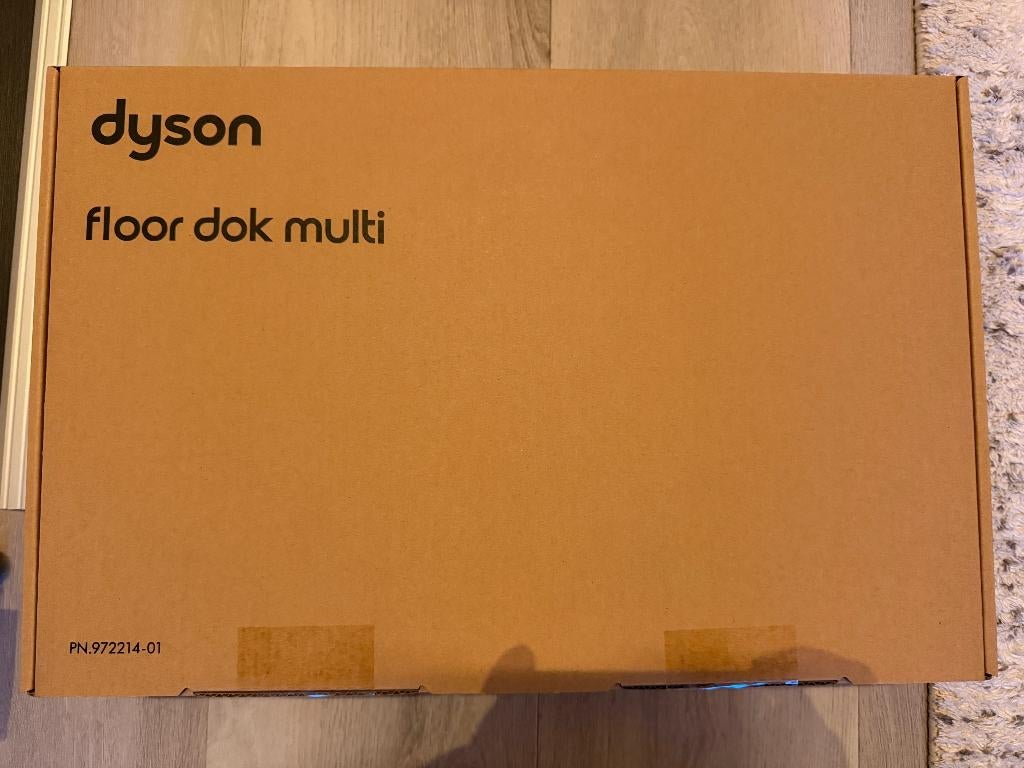 dyson
floor dok multi
PN.972214-01